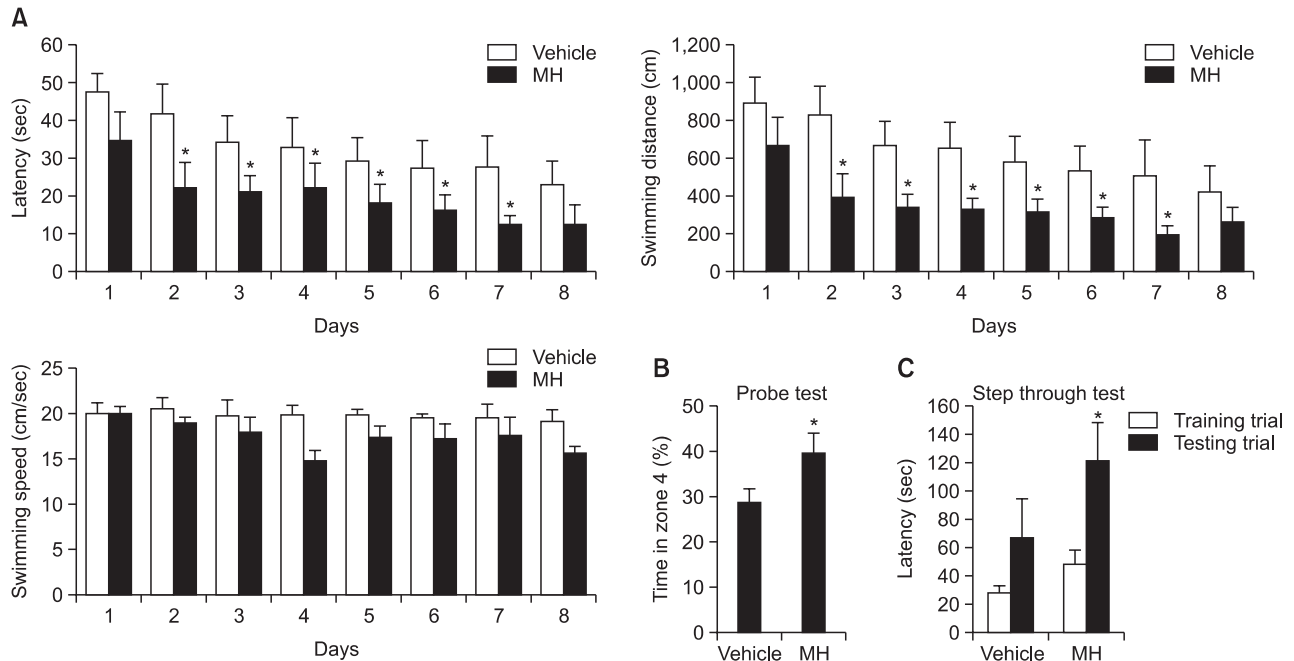 A
Latency (sec)
60
50
40
30
20
10
0
Vehicle
MH
* * * * * *
1 2 3 4 5 6 7 8
Days
Swimming distance (cm)
1,200
1,000
800
600
400
200
0
Vehicle
MH
* * * * * *
1 2 3 4 5 6 7 8
Days
Swimming speed (cm/sec)
25
20
15
10
5
0
Vehicle
MH
1 2 3 4 5 6 7 8
Days
B
Probe test
Time in zone 4 (%)
50
40
30
20
10
0
*
Vehicle MH
C
Step through test
Latency (sec)
160
140
120
100
80
60
40
20
0
*
Training trial
Testing trial
Vehicle MH